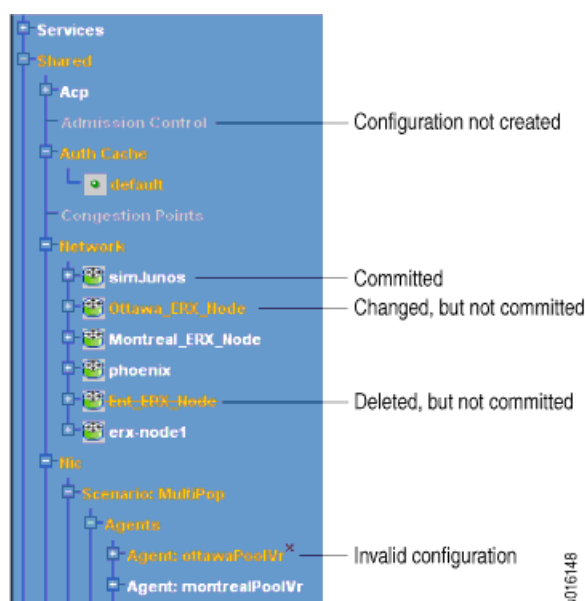 Services
Shared
Acp
Admission Control
Configuration not created
Auth Cache
default
Congestion Points
Network
simJunos
Committed
Ottawa_ERX_Node
Changed, but not committed
Montreal_ERX_Node
phoenix
Ent_ERX_Node
Deleted, but not committed
erx-node1
Nic
Scenario: MultiPop
Agents
Agent: ottawaPoolVr
Invalid configuration
Agent: montrealPoolVr